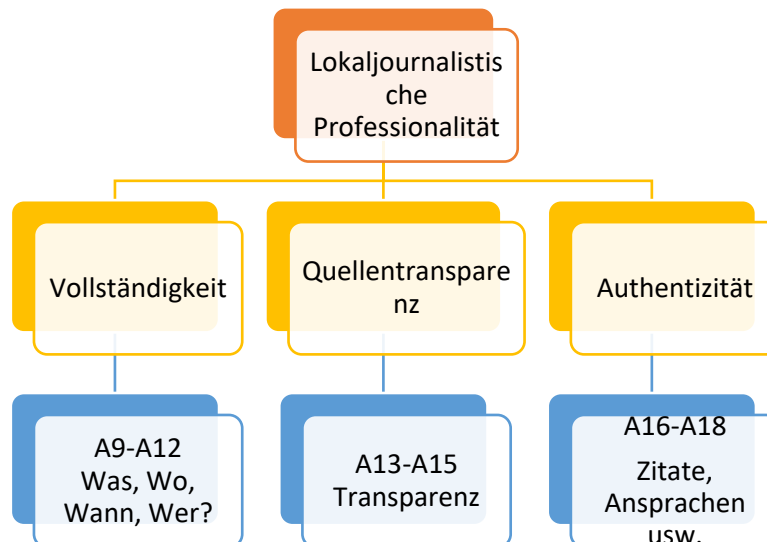 Lokaljournalistis
che
Professionalität
Vollständigkeit
Quellentranspare
nz
Authentizität
A9-A12
Was, Wo,
Wann, Wer?
A13-A15
Transparenz
A16-A18
Zitate,
Ansprachen
usw.